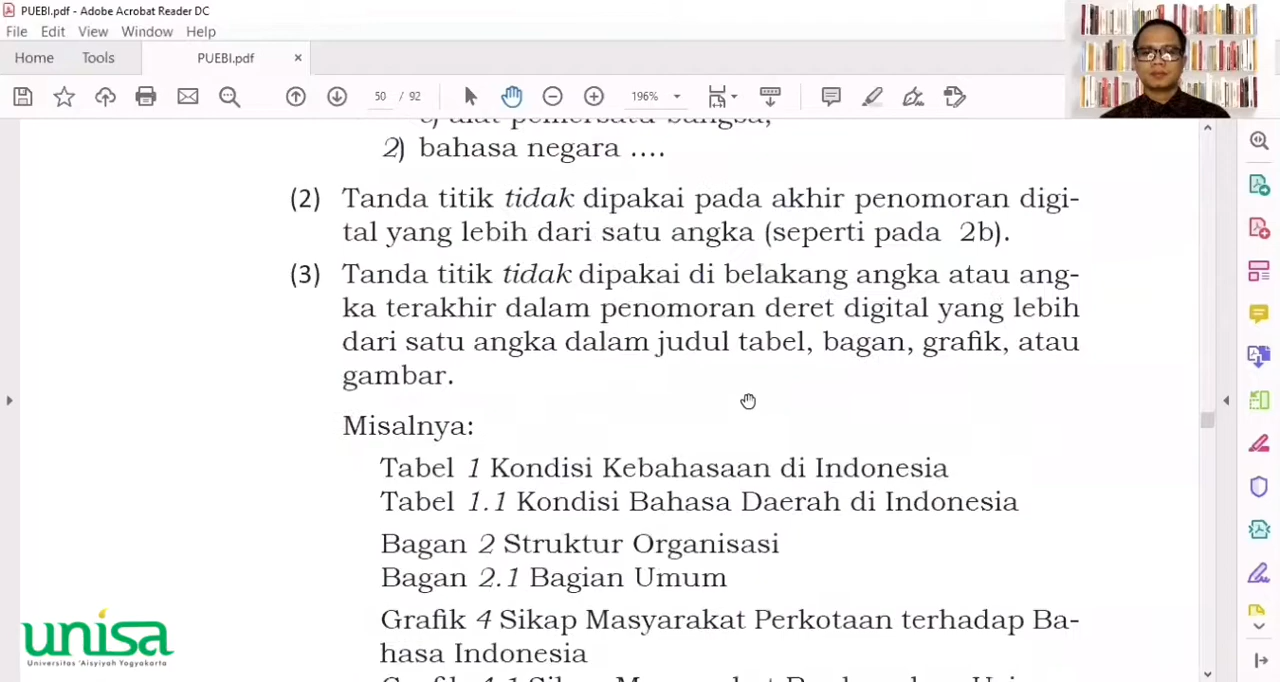 PUEBI.pdf - Adobe Acrobat Reader DC
File Edit View Window Help
Home Tools PUEBI.pdf ×
50 / 92 196%
c) alat pemersatu bangsa;
2) bahasa negara ....
(2) Tanda titik tidak dipakai pada akhir penomoran digi-
tal yang lebih dari satu angka (seperti pada 2b).
(3) Tanda titik tidak dipakai di belakang angka atau ang-
ka terakhir dalam penomoran deret digital yang lebih
dari satu angka dalam judul tabel, bagan, grafik, atau
gambar.
Misalnya:
Tabel 1 Kondisi Kebahasaan di Indonesia
Tabel 1.1 Kondisi Bahasa Daerah di Indonesia
Bagan 2 Struktur Organisasi
Bagan 2.1 Bagian Umum
Grafik 4 Sikap Masyarakat Perkotaan terhadap Ba-
hasa Indonesia
unisa
Universitas 'Aisyiyah Yogyakarta